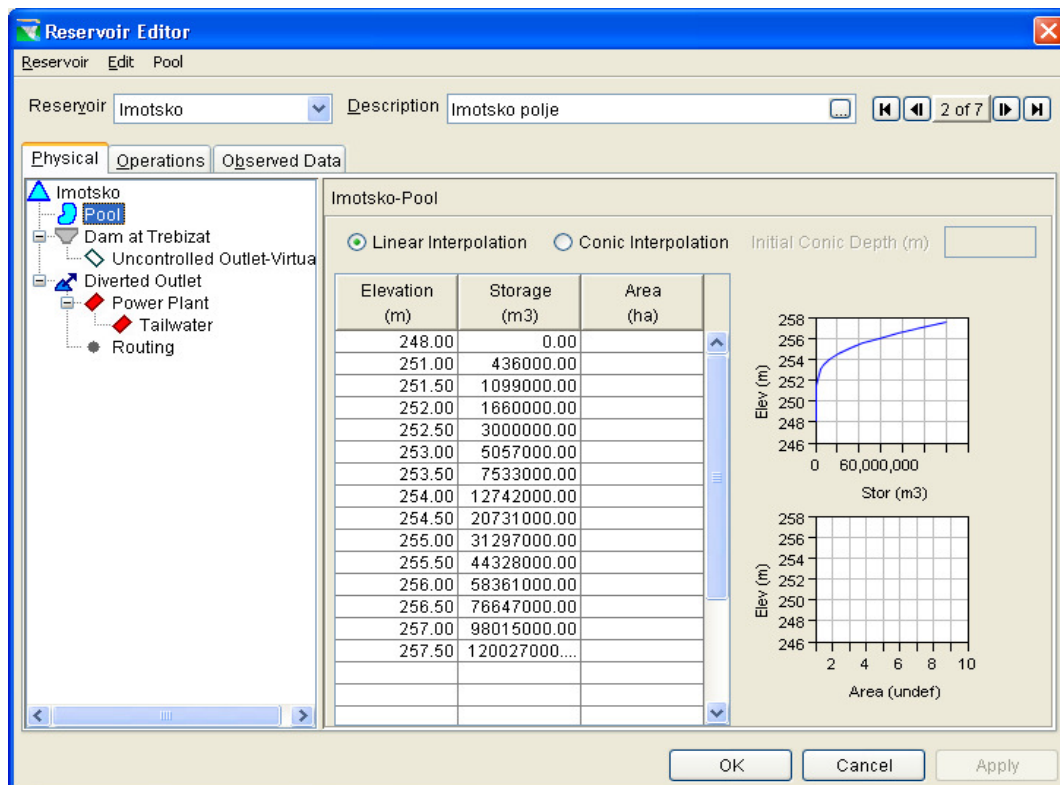 Reservoir Editor
Reservoir Edit Pool
Reservoir Imotsko Description Imotsko polje ... 2 of 7
Physical Operations Observed Data
Imotsko
Pool
Dam at Trebizat
Uncontrolled Outlet-Virtua
Diverted Outlet
Power Plant
Tailwater
Routing
Imotsko-Pool
Linear Interpolation Conic Interpolation Initial Conic Depth (m)
Elevation (m) Storage (m3) Area (ha)
248.00 0.00
251.00 436000.00
251.50 1099000.00
252.00 1660000.00
252.50 3000000.00
253.00 5057000.00
253.50 7533000.00
254.00 12742000.00
254.50 20731000.00
255.00 31297000.00
255.50 44328000.00
256.00 58361000.00
256.50 76647000.00
257.00 98015000.00
257.50 120027000....
258
256
254
252
250
248
246
Elev (m)
0 60,000,000
Stor (m3)
258
256
254
252
250
248
246
Elev (m)
2 4 6 8 10
Area (undef)
OK Cancel Apply